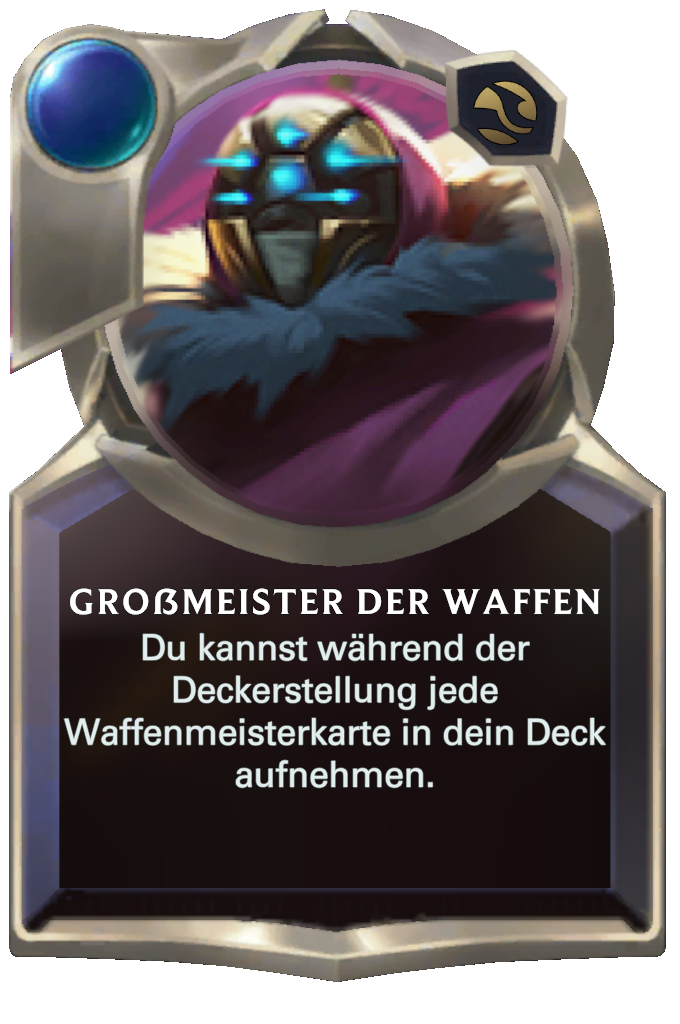 GROẞMEISTER DER WAFFEN
Du kannst während der
Deckerstellung jede
Waffenmeisterkarte in dein Deck
aufnehmen.